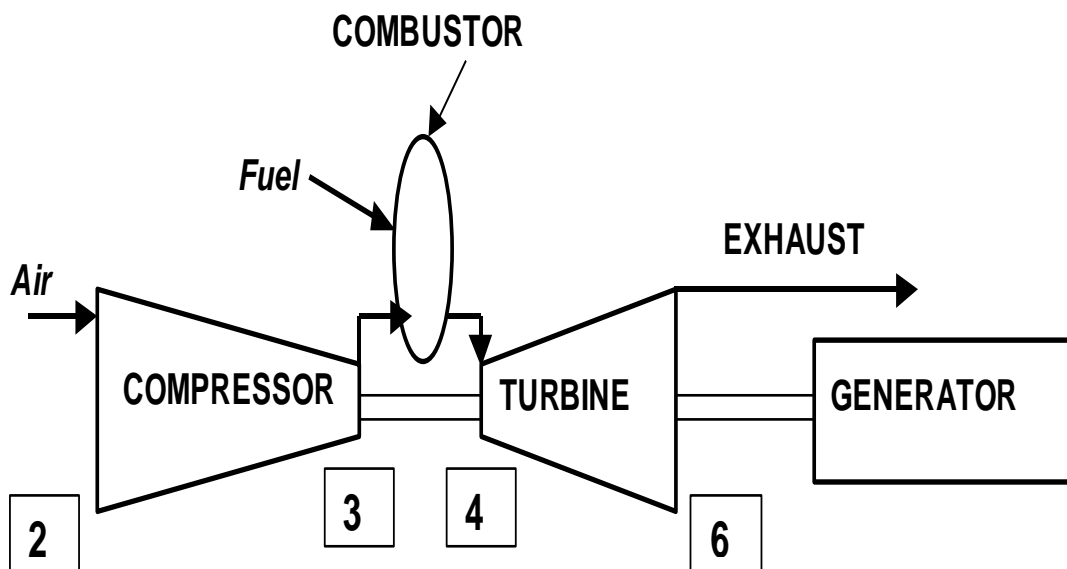 COMBUSTOR
Fuel
EXHAUST
Air
COMPRESSOR
TURBINE
GENERATOR
2
3
4
6